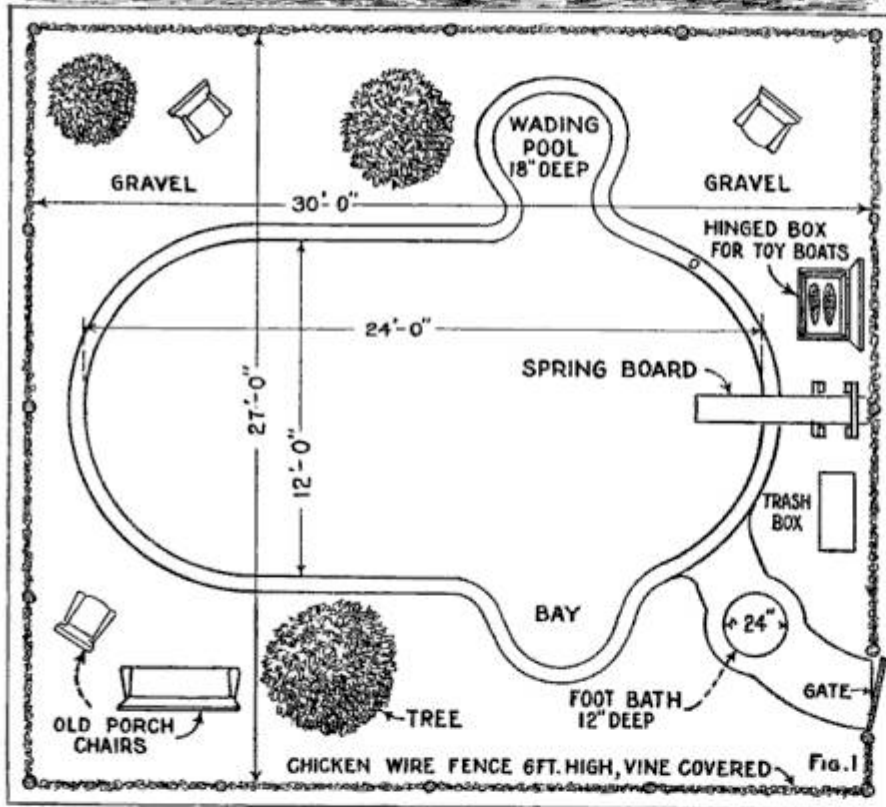 WADING
POOL
18" DEEP
GRAVEL
GRAVEL
30'-0"
HINGED BOX
FOR TOY BOATS
24'-0"
SPRING BOARD
27'-0"
12'-0"
TRASH
BOX
BAY
24"
FOOT BATH
12" DEEP
GATE
OLD PORCH
CHAIRS
TREE
CHICKEN WIRE FENCE 6FT. HIGH, VINE COVERED
FIG. 1